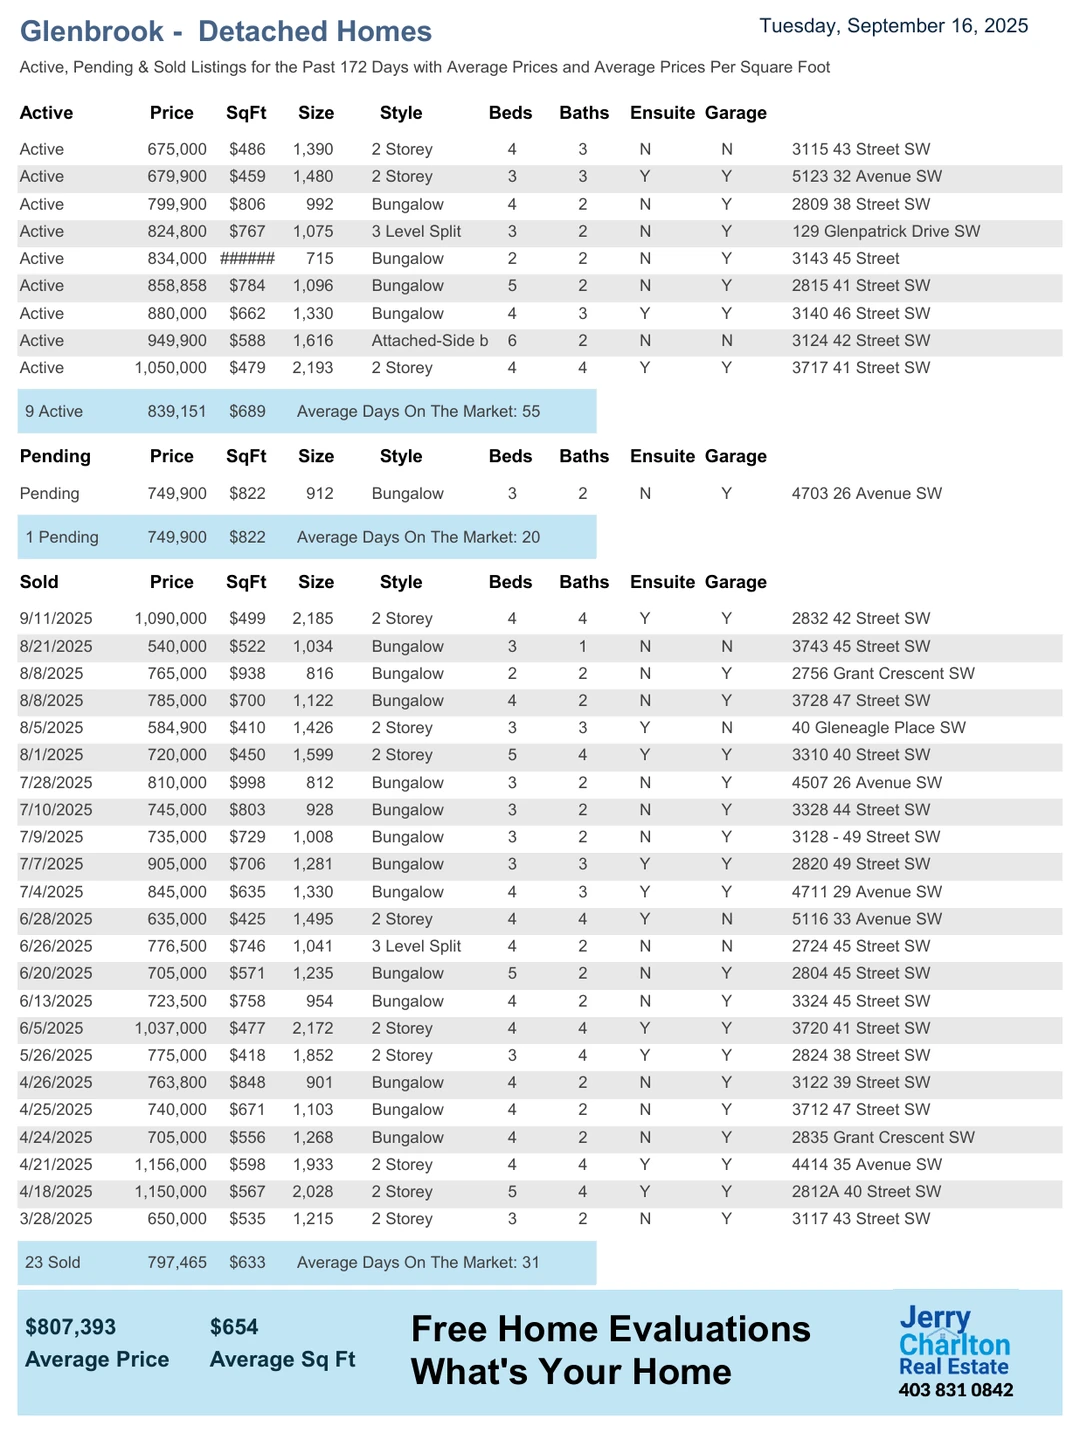 Glenbrook - Detached Homes
Tuesday, September 16, 2025
Active, Pending & Sold Listings for the Past 172 Days with Average Prices and Average Prices Per Square Foot
Active Price SqFt Size Style Beds Baths Ensuite Garage
Active 675,000 $486 1,390 2 Storey 4 3 N N 3115 43 Street SW
Active 679,900 $459 1,480 2 Storey 3 3 Y Y 5123 32 Avenue SW
Active 799,900 $806 992 Bungalow 4 2 N Y 2809 38 Street SW
Active 824,800 $767 1,075 3 Level Split 3 2 N Y 129 Glenpatrick Drive SW
Active 834,000 ###### 715 Bungalow 2 2 N Y 3143 45 Street
Active 858,858 $784 1,096 Bungalow 5 2 N Y 2815 41 Street SW
Active 880,000 $662 1,330 Bungalow 4 3 Y Y 3140 46 Street SW
Active 949,900 $588 1,616 Attached-Side b 6 2 N N 3124 42 Street SW
Active 1,050,000 $479 2,193 2 Storey 4 4 Y Y 3717 41 Street SW
9 Active 839,151 $689 Average Days On The Market: 55
Pending Price SqFt Size Style Beds Baths Ensuite Garage
Pending 749,900 $822 912 Bungalow 3 2 N Y 4703 26 Avenue SW
1 Pending 749,900 $822 Average Days On The Market: 20
Sold Price SqFt Size Style Beds Baths Ensuite Garage
9/11/2025 1,090,000 $499 2,185 2 Storey 4 4 Y Y 2832 42 Street SW
8/21/2025 540,000 $522 1,034 Bungalow 3 1 N N 3743 45 Street SW
8/8/2025 765,000 $938 816 Bungalow 2 2 N Y 2756 Grant Crescent SW
8/8/2025 785,000 $700 1,122 Bungalow 4 2 N Y 3728 47 Street SW
8/5/2025 584,900 $410 1,426 2 Storey 3 3 Y N 40 Gleneagle Place SW
8/1/2025 720,000 $450 1,599 2 Storey 5 4 Y Y 3310 40 Street SW
7/28/2025 810,000 $998 812 Bungalow 3 2 N Y 4507 26 Avenue SW
7/10/2025 745,000 $803 928 Bungalow 3 2 N Y 3328 44 Street SW
7/9/2025 735,000 $729 1,008 Bungalow 3 2 N Y 3128 - 49 Street SW
7/7/2025 905,000 $706 1,281 Bungalow 3 3 Y Y 2820 49 Street SW
7/4/2025 845,000 $635 1,330 Bungalow 4 3 Y Y 4711 29 Avenue SW
6/28/2025 635,000 $425 1,495 2 Storey 4 4 Y N 5116 33 Avenue SW
6/26/2025 776,500 $746 1,041 3 Level Split 4 2 N N 2724 45 Street SW
6/20/2025 705,000 $571 1,235 Bungalow 5 2 N Y 2804 45 Street SW
6/13/2025 723,500 $758 954 Bungalow 4 2 N Y 3324 45 Street SW
6/5/2025 1,037,000 $477 2,172 2 Storey 4 4 Y Y 3720 41 Street SW
5/26/2025 775,000 $418 1,852 2 Storey 3 4 Y Y 2824 38 Street SW
4/26/2025 763,800 $848 901 Bungalow 4 2 N Y 3122 39 Street SW
4/25/2025 740,000 $671 1,103 Bungalow 4 2 N Y 3712 47 Street SW
4/24/2025 705,000 $556 1,268 Bungalow 4 2 N Y 2835 Grant Crescent SW
4/21/2025 1,156,000 $598 1,933 2 Storey 4 4 Y Y 4414 35 Avenue SW
4/18/2025 1,150,000 $567 2,028 2 Storey 5 4 Y Y 2812A 40 Street SW
3/28/2025 650,000 $535 1,215 2 Storey 3 2 N Y 3117 43 Street SW
23 Sold 797,465 $633 Average Days On The Market: 31
$807,393 $654
Average Price Average Sq Ft
Free Home Evaluations
What's Your Home
Jerry
Charlton
Real Estate
403 831 0842